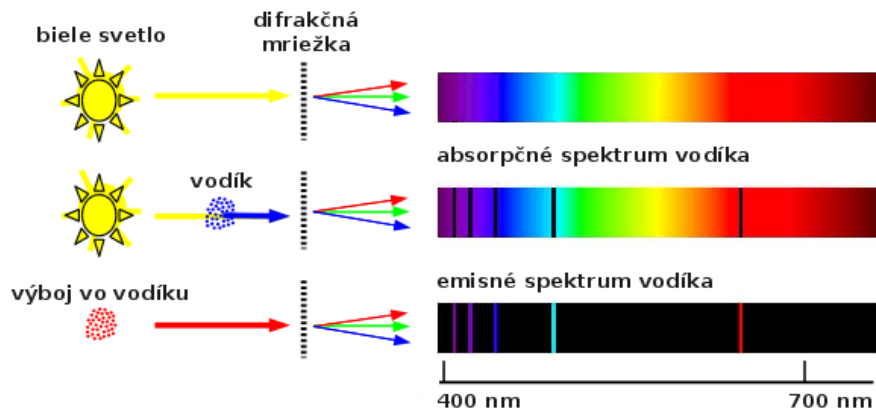 biele svetlo
difrakčná
mriežka
absorpčné spektrum vodíka
vodík
emisné spektrum vodíka
výboj vo vodíku
400 nm
700 nm